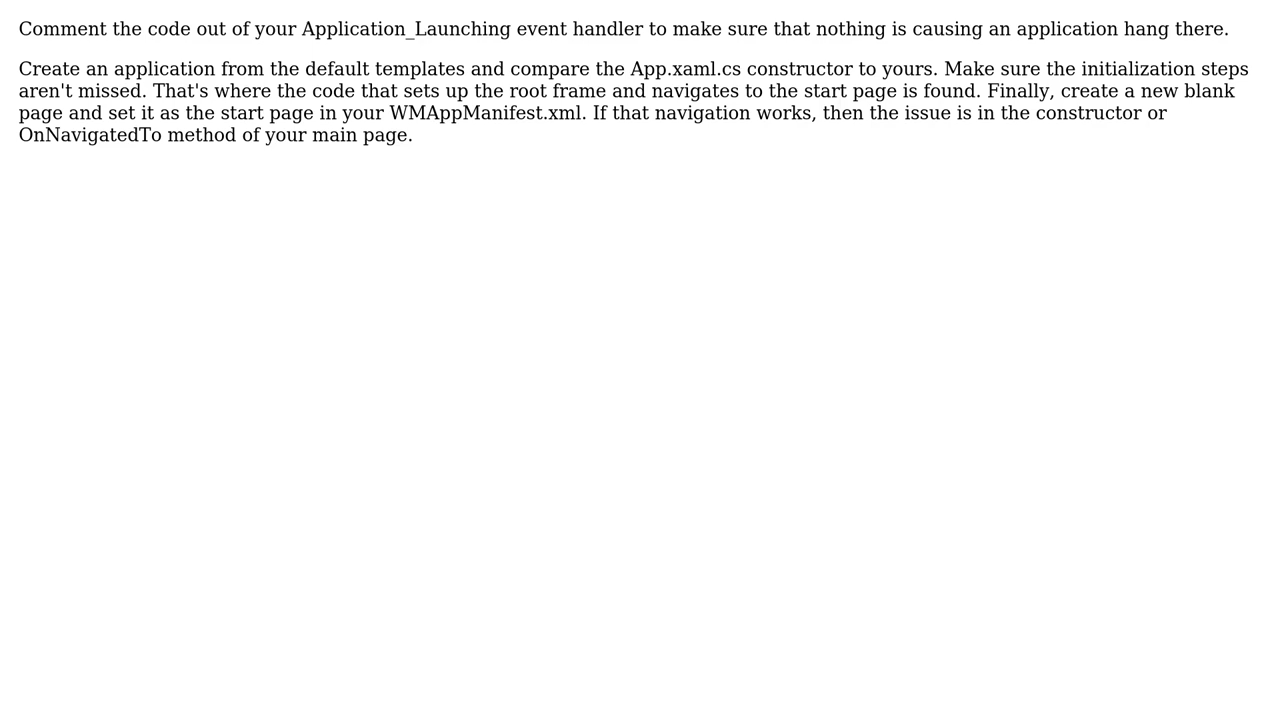 Comment the code out of your Application_Launching event handler to make sure that nothing is causing an application hang there.
Create an application from the default templates and compare the App.xaml.cs constructor to yours. Make sure the initialization steps
aren't missed. That's where the code that sets up the root frame and navigates to the start page is found. Finally, create a new blank
page and set it as the start page in your WMAppManifest.xml. If that navigation works, then the issue is in the constructor or
OnNavigatedTo method of your main page.